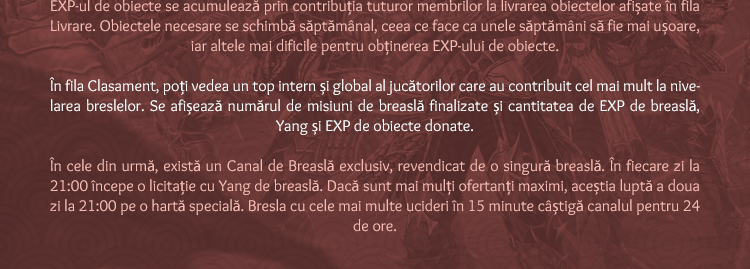 EXP-ul de obiecte se acumulează prin contribuția tuturor membrilor la livrarea obiectelor afișate în fila
Livrare. Obiectele necesare se schimbă săptămânal, ceea ce face ca unele săptămâni să fie mai ușoare,
iar altele mai dificile pentru obținerea EXP-ului de obiecte.
În fila Clasament, poți vedea un top intern și global al jucătorilor care au contribuit cel mai mult la nive-
larea breslelor. Se afișează numărul de misiuni de breaslă finalizate și cantitatea de EXP de breaslă,
Yang și EXP de obiecte donate.
În cele din urmă, există un Canal de Breaslă exclusiv, revendicat de o singură breaslă. În fiecare zi la
21:00 începe o licitație cu Yang de breaslă. Dacă sunt mai mulți ofertanți maximi, aceștia luptă a doua
zi la 21:00 pe o hartă specială. Bresla cu cele mai multe ucideri în 15 minute câștigă canalul pentru 24
de ore.